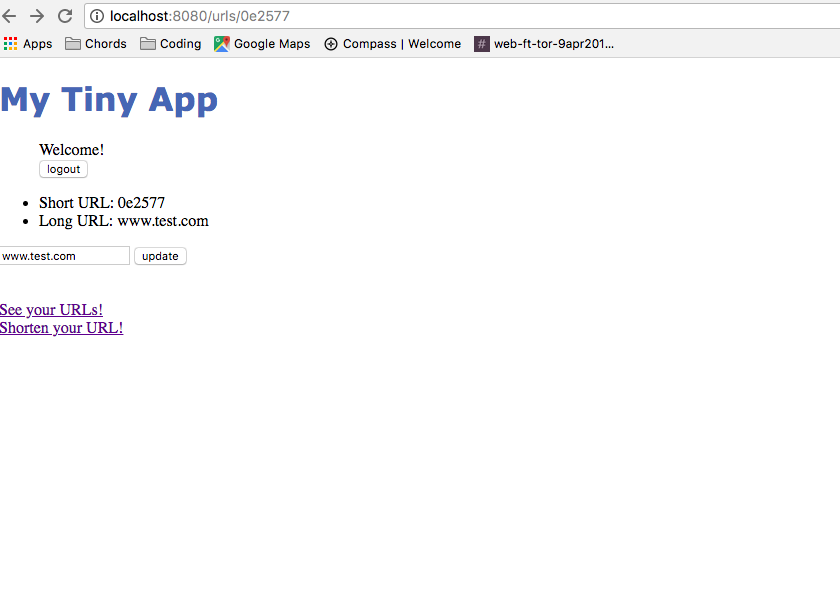 localhost:8080/urls/0e2577
Apps Chords Coding Google Maps Compass | Welcome # web-ft-tor-9apr201...
My Tiny App
Welcome!
logout
Short URL: 0e2577
Long URL: www.test.com
www.test.com update
See your URLs!
Shorten your URL!